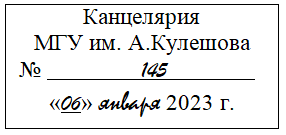 Канцелярия
МГУ им. А.Кулешова
№ 145
«06» января 2023 г.